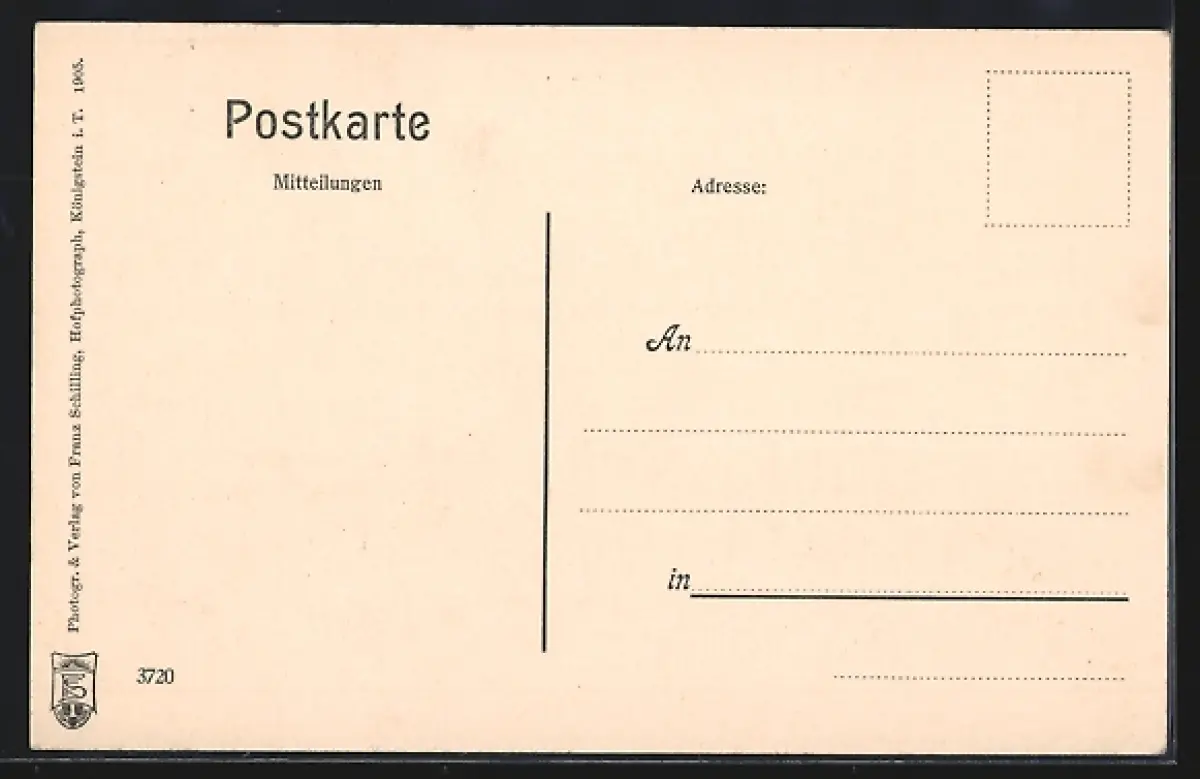 Postkarte
Mitteilungen
Adresse:
An
in
Photogr. & Verlag von Franz Schilling, Hofphotograph, Königstein i. T. 1905.
3720